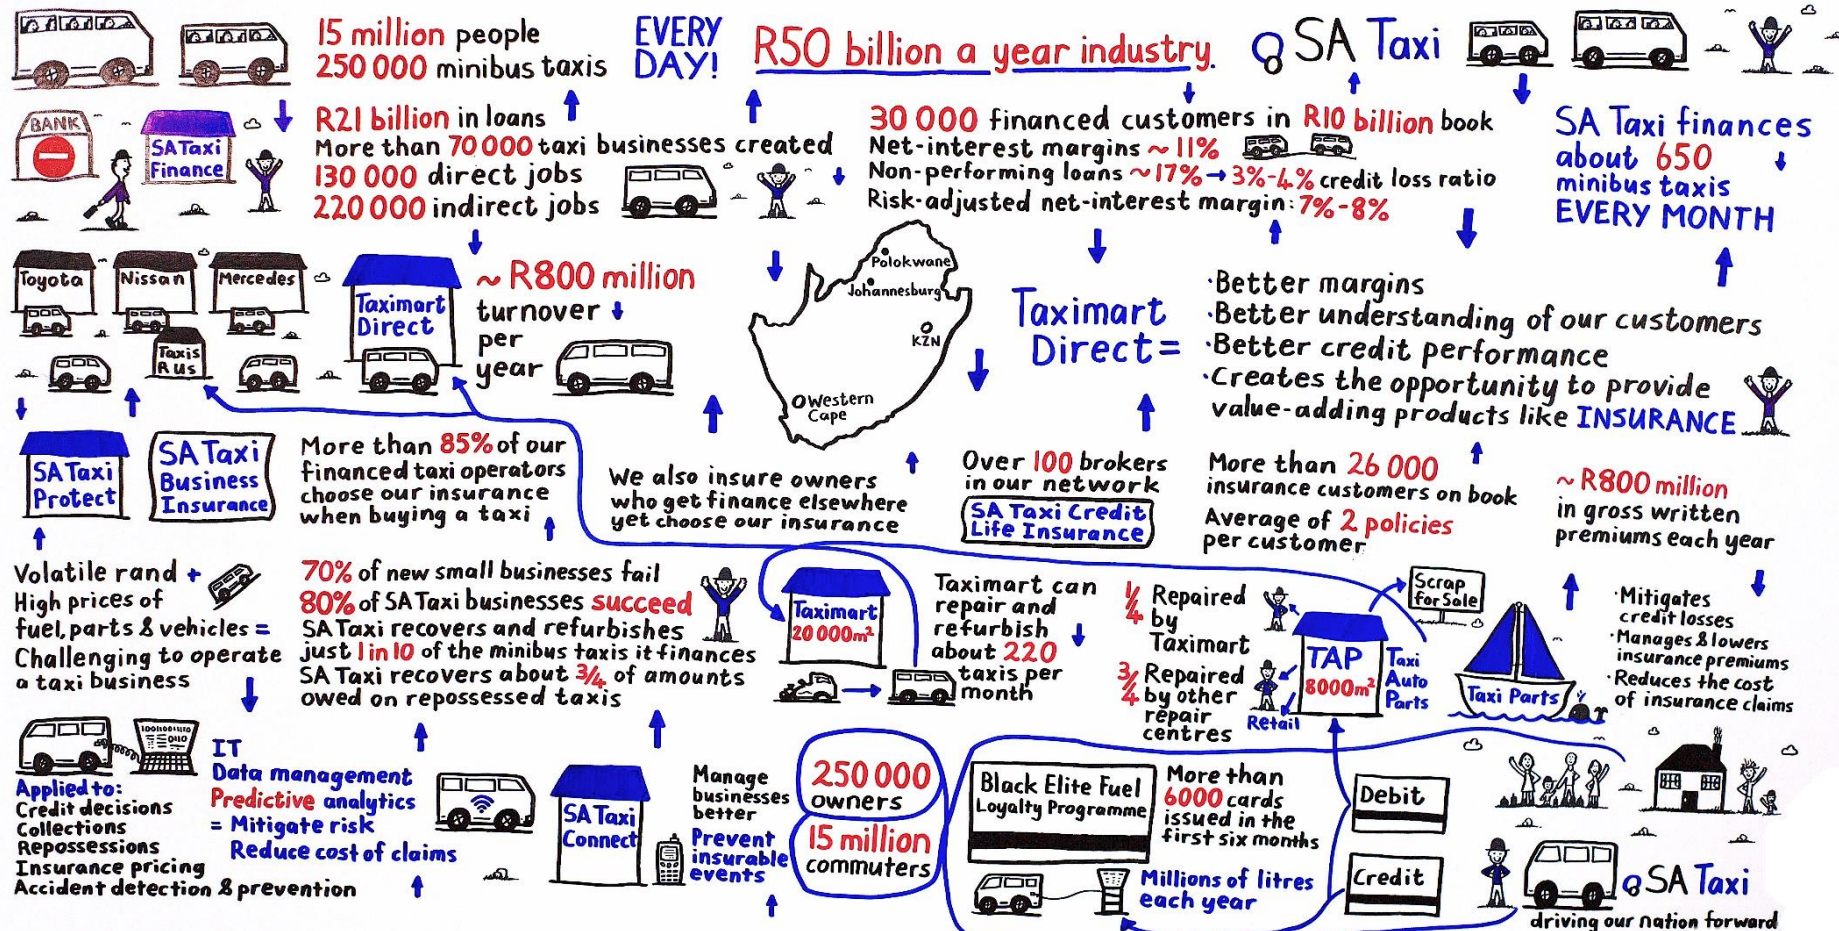 15 million people
250 000 minibus taxis
EVERY
DAY!
R50 billion a year industry.
SA Taxi
BANK
SA Taxi
Finance
R21 billion in loans
More than 70 000 taxi businesses created
130 000 direct jobs
220 000 indirect jobs
30 000 financed customers in R10 billion book
Net-interest margins ~ 11%
Non-performing loans ~17% → 3%-4% credit loss ratio
Risk-adjusted net-interest margin: 7%-8%
SA Taxi finances
about 650
minibus taxis
EVERY MONTH
Toyota
Nissan
Mercedes
Taxis
R us
Taximart
Direct
~ R800 million
turnover
per
year
Polokwane
Johannesburg
KZN
Western
Cape
Taximart
Direct =
·Better margins
·Better understanding of our customers
·Better credit performance
·Creates the opportunity to provide
value-adding products like INSURANCE
SA Taxi
Protect
SA Taxi
Business
Insurance
More than 85% of our
financed taxi operators
choose our insurance
when buying a taxi
We also insure owners
who get finance elsewhere
yet choose our insurance
Over 100 brokers
in our network
SA Taxi Credit
Life Insurance
More than 26 000
insurance customers on book
Average of 2 policies
per customer
~ R800 million
in gross written
premiums each year
Volatile rand +
High prices of
fuel, parts & vehicles =
Challenging to operate
a taxi business
70% of new small businesses fail
80% of SA Taxi businesses succeed
SA Taxi recovers and refurbishes
just 1 in 10 of the minibus taxis it finances
SA Taxi recovers about 3/4 of amounts
owed on repossessed taxis
Taximart
20 000m²
Taximart can
repair and
refurbish
about 220
taxis per
month
1/4 Repaired
by
Taximart
3/4 Repaired
by other
repair
centres
Retail
TAP
8000m²
Taxi
Auto
Parts
Scrap
for Sale
Taxi Parts
·Mitigates
credit losses
·Manages & lowers
insurance premiums
·Reduces the cost
of insurance claims
Applied to:
Credit decisions
Collections
Repossessions
Insurance pricing
Accident detection & prevention
IT
Data management
Predictive analytics
= Mitigate risk
Reduce cost of claims
SA Taxi
Connect
Manage
businesses
better
Prevent
insurable
events
250 000
owners
15 million
commuters
Black Elite Fuel
Loyalty Programme
More than
6000 cards
issued in the
first six months
Millions of litres
each year
Debit
Credit
SA Taxi
driving our nation forward